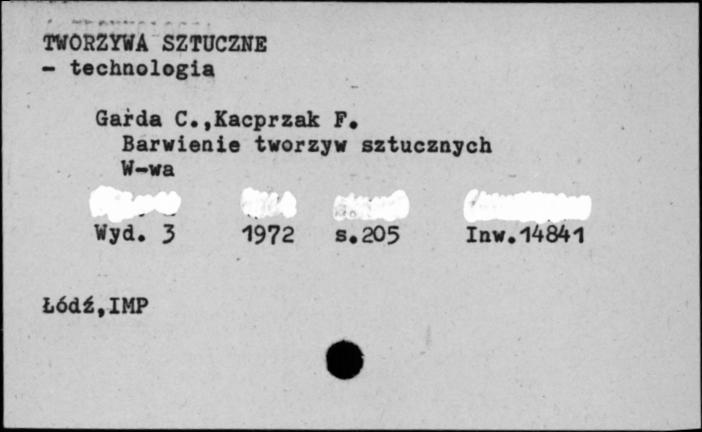 TWORZYWA SZTUCZNE
- technologia
Garda C.,Kacprzak F.
Barwienie tworzyw sztucznych
W-wa
Wyd. 3 1972 s.205 Inw.14841
Łódź,IMP